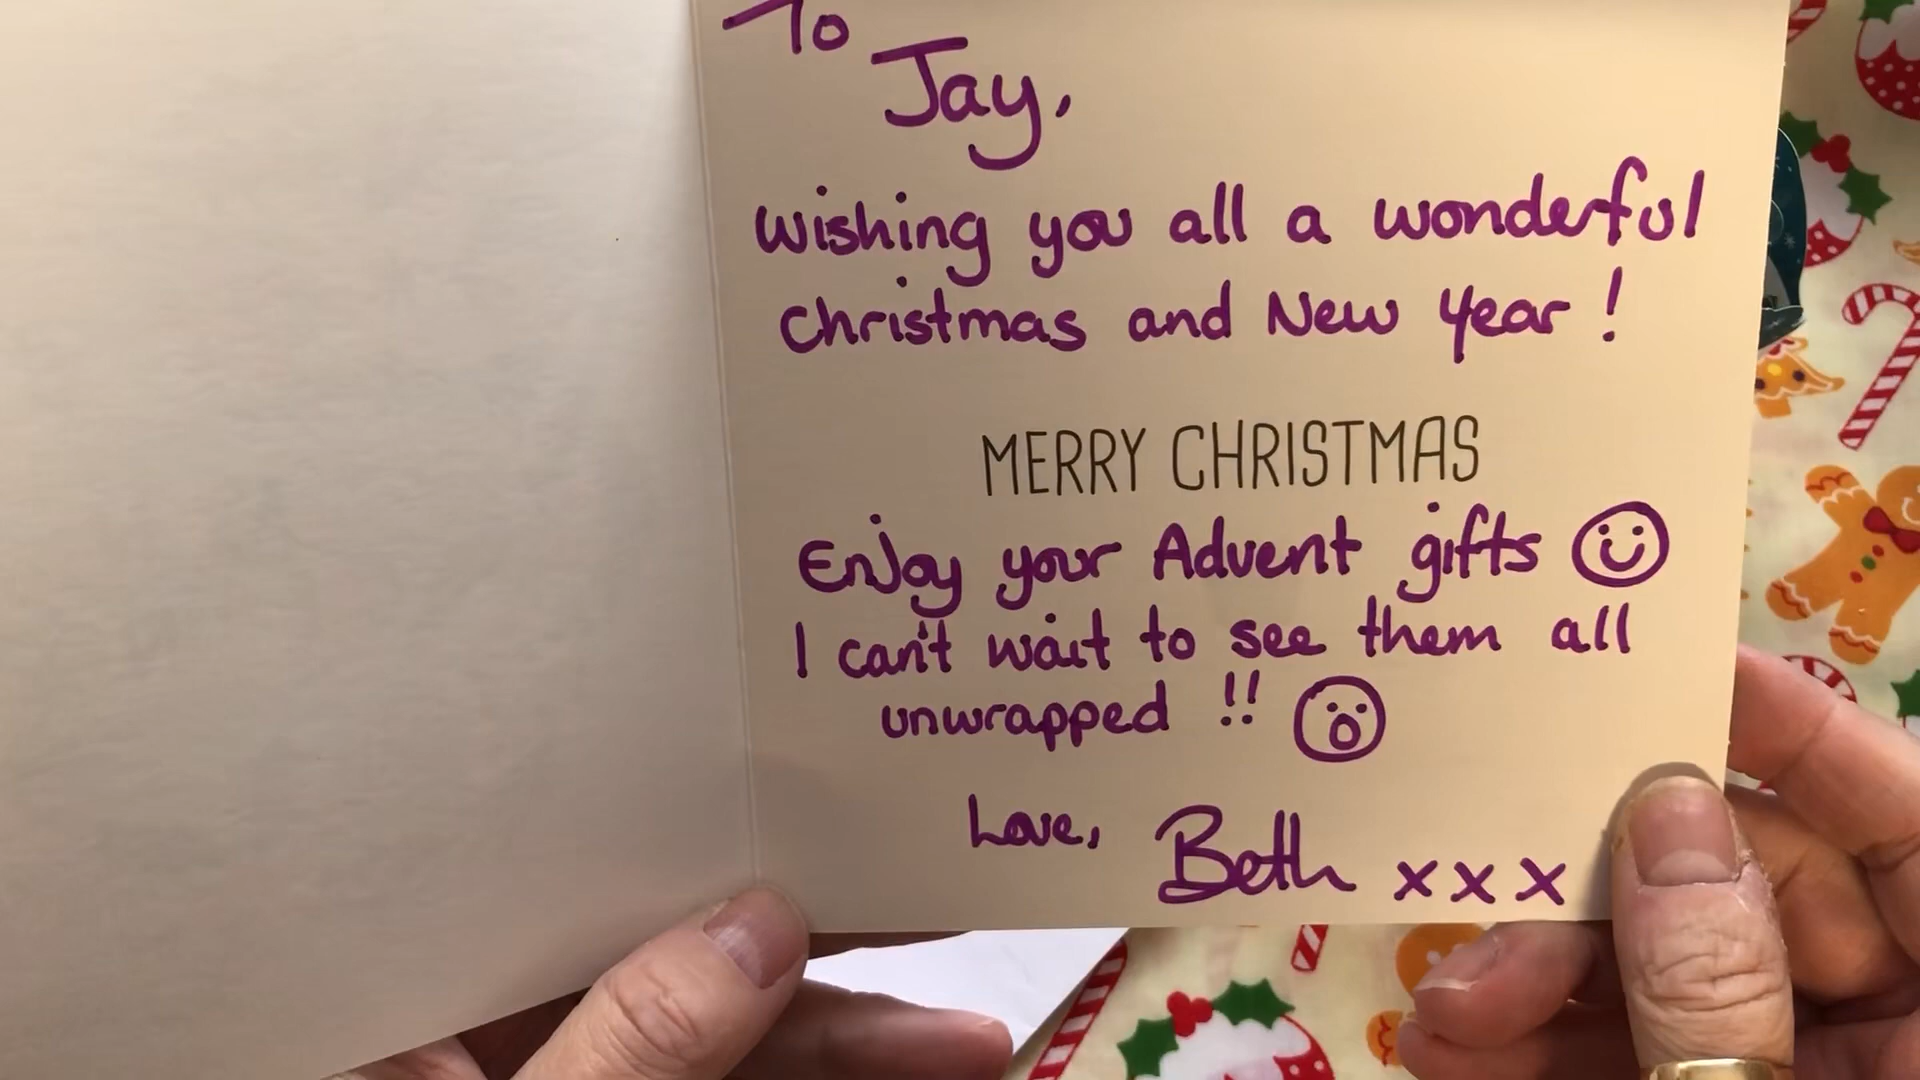 To
Jay,
Wishing you all a wonderful
Christmas and New Year!
MERRY CHRISTMAS
Enjoy your Advent gifts
I can't wait to see them all
unwrapped !!
Love, Beth xxx